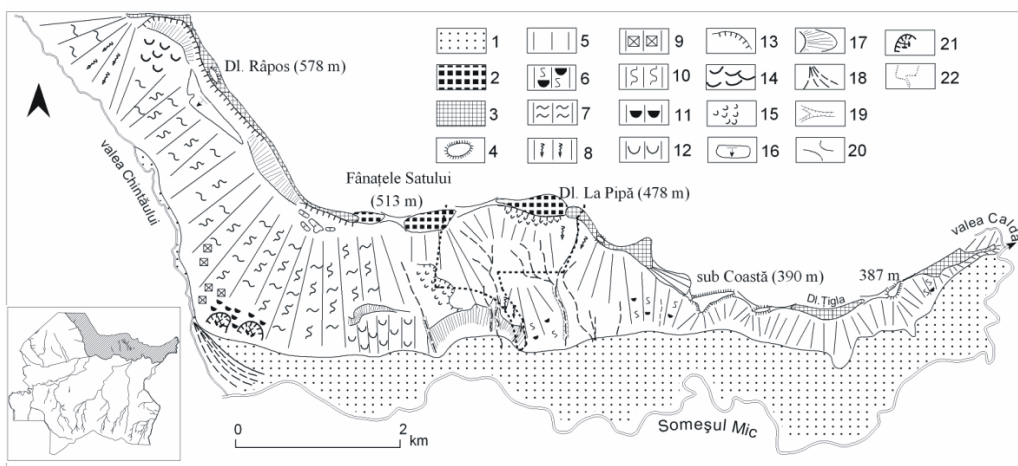 1 5 9 13 17 21
2 6 10 14 18 22
3 7 11 15 19
4 8 12 16 20
Dl. Râpos (578 m)
valea Chintăului
Fânațele Satului
(513 m)
Dl. La Pipă (478 m)
valea Caldă
sub Coastă (390 m)
387 m
Dl.Țigla
0 2
km
Someșul Mic